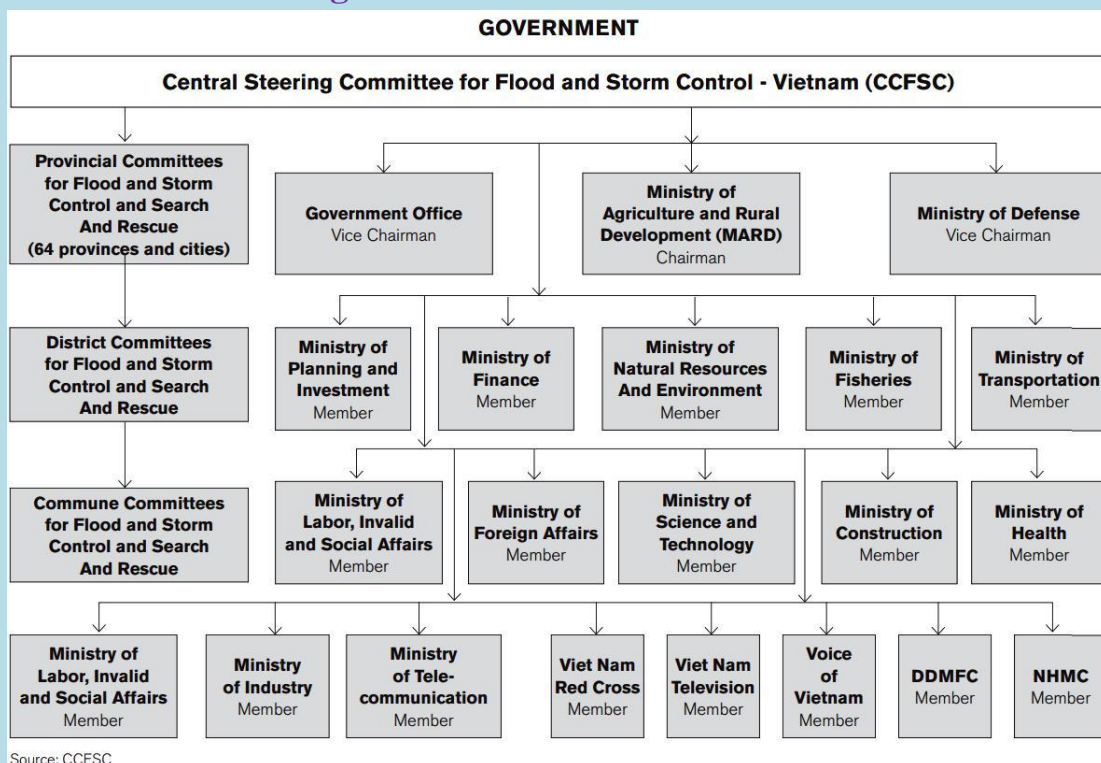 GOVERNMENT
Central Steering Committee for Flood and Storm Control - Vietnam (CCFSC)
Provincial Committees
for Flood and Storm
Control and Search
And Rescue
(64 provinces and cities)
Government Office
Vice Chairman
Ministry of
Agriculture and Rural
Development (MARD)
Chairman
Ministry of Defense
Vice Chairman
District Committees
for Flood and Storm
Control and Search
And Rescue
Ministry of
Planning and
Investment
Member
Ministry of
Finance
Member
Ministry of
Natural Resources
And Environment
Member
Ministry of
Fisheries
Member
Ministry of
Transportation
Member
Commune Committees
for Flood and Storm
Control and Search
And Rescue
Ministry of
Labor, Invalid
and Social Affairs
Member
Ministry of
Foreign Affairs
Member
Ministry of
Science and
Technology
Member
Ministry of
Construction
Member
Ministry of
Health
Member
Ministry of
Labor, Invalid
and Social Affairs
Member
Ministry
of Industry
Member
Ministry
of Tele-
communication
Member
Viet Nam
Red Cross
Member
Viet Nam
Television
Member
Voice
of
Vietnam
Member
DDMFC
Member
NHMC
Member
Source: CCFSC